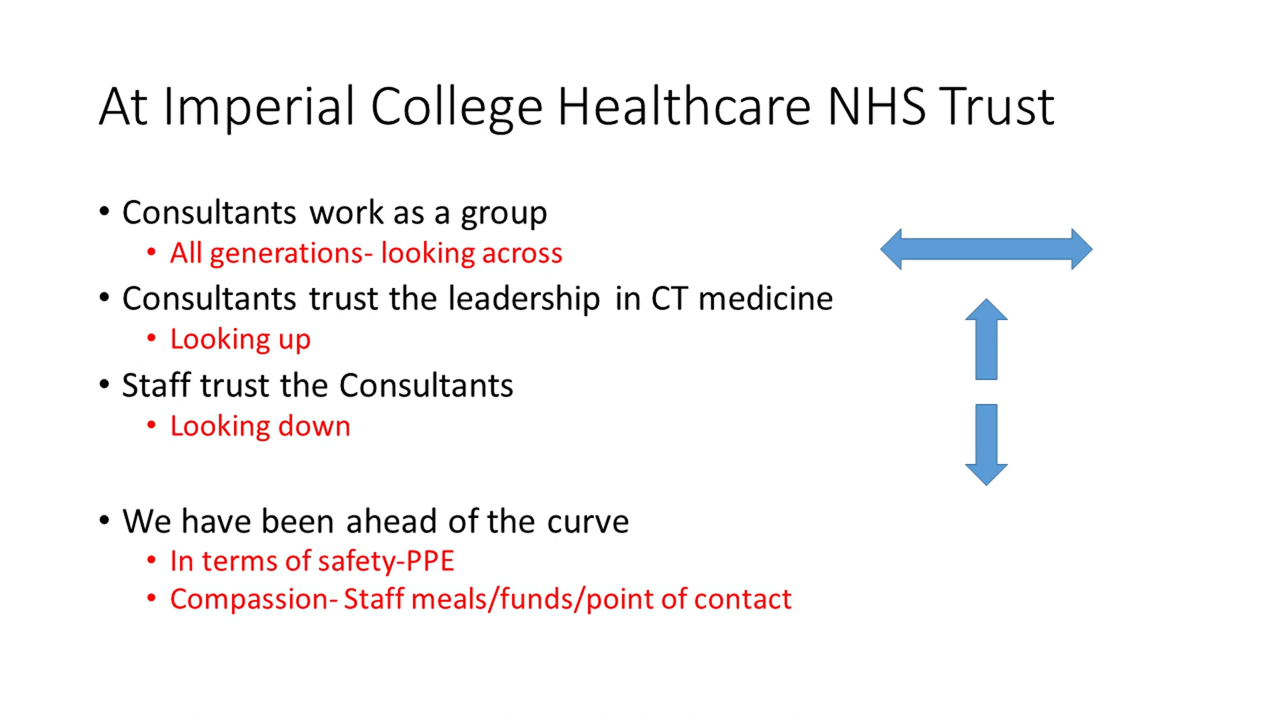 At Imperial College Healthcare NHS Trust
• Consultants work as a group
• All generations- looking across
• Consultants trust the leadership in CT medicine
• Looking up
• Staff trust the Consultants
• Looking down
• We have been ahead of the curve
• In terms of safety-PPE
• Compassion- Staff meals/funds/point of contact